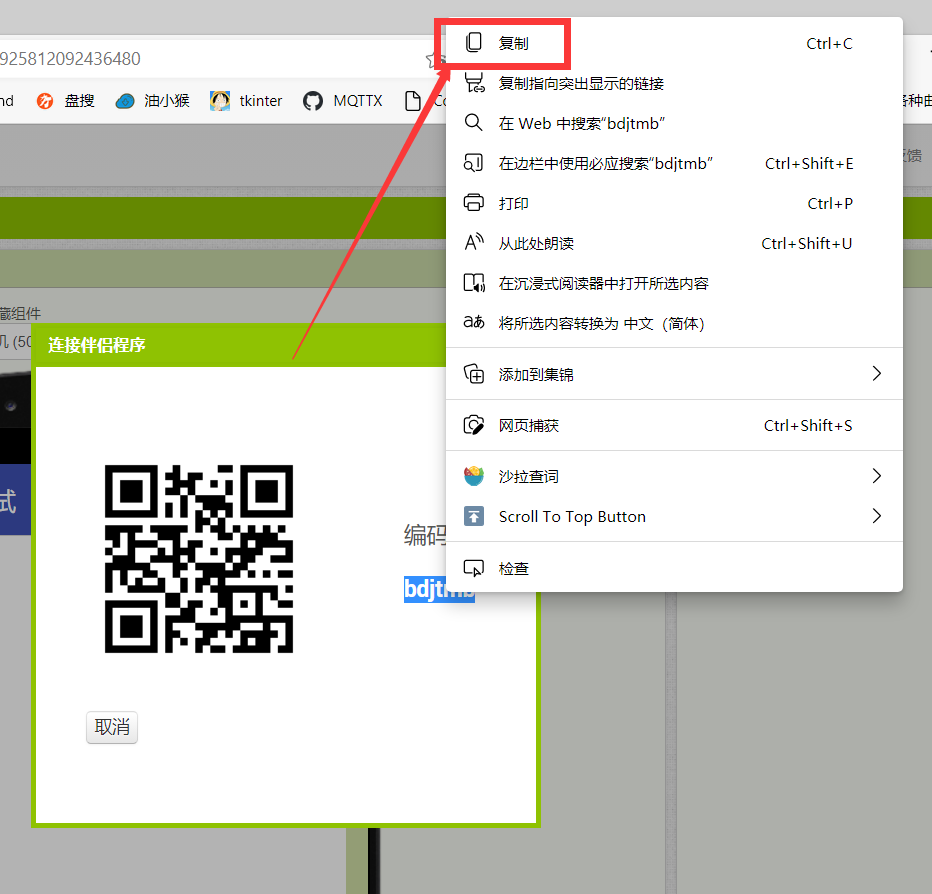 925812092436480
nd 盘搜 油小猴 tkinter MQTTX
复制 Ctrl+C
复制指向突出显示的链接
在 Web 中搜索“bdjtmb”
在边栏中使用必应搜索“bdjtmb” Ctrl+Shift+E
打印 Ctrl+P
从此处朗读 Ctrl+Shift+U
在沉浸式阅读器中打开所选内容
将所选内容转换为 中文（简体）
添加到集锦
网页捕获 Ctrl+Shift+S
沙拉查词
Scroll To Top Button
检查
各种由
反馈
藏组件
机 (50
连接伴侣程序
试
编码
bdjtmb
取消